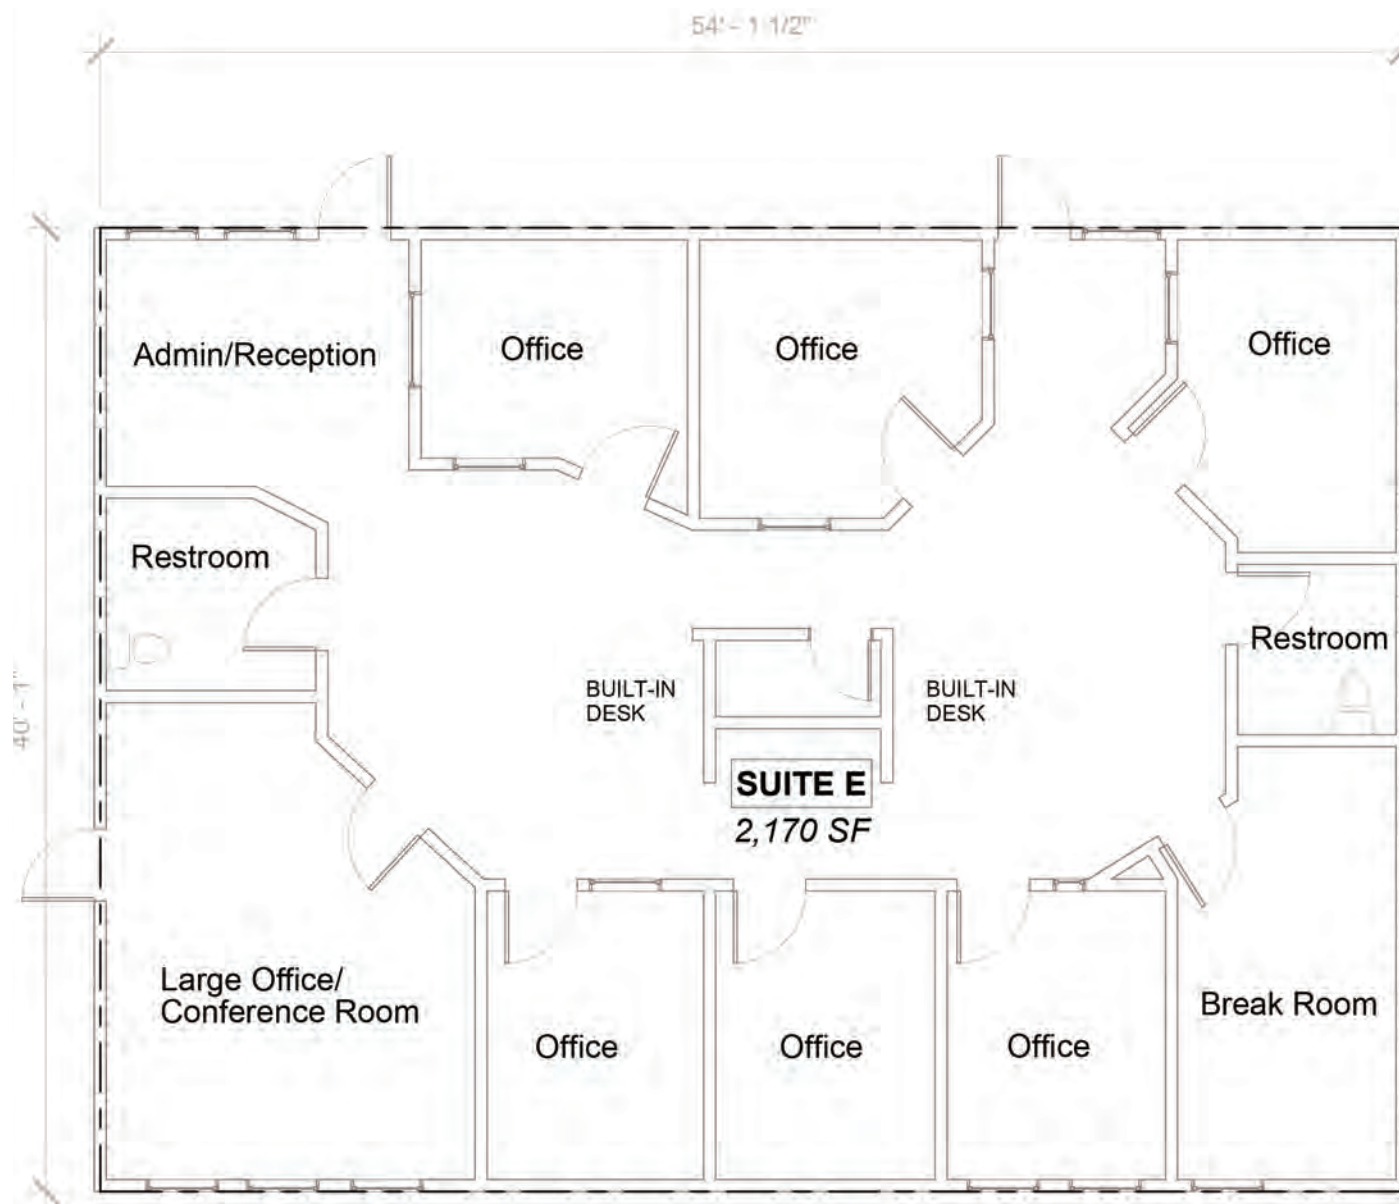 54' - 1 1/2"
Admin/Reception
Office
Office
Office
Restroom
Restroom
BUILT-IN
DESK
BUILT-IN
DESK
40' - 1"
SUITE E
2,170 SF
Large Office/
Conference Room
Office
Office
Office
Break Room